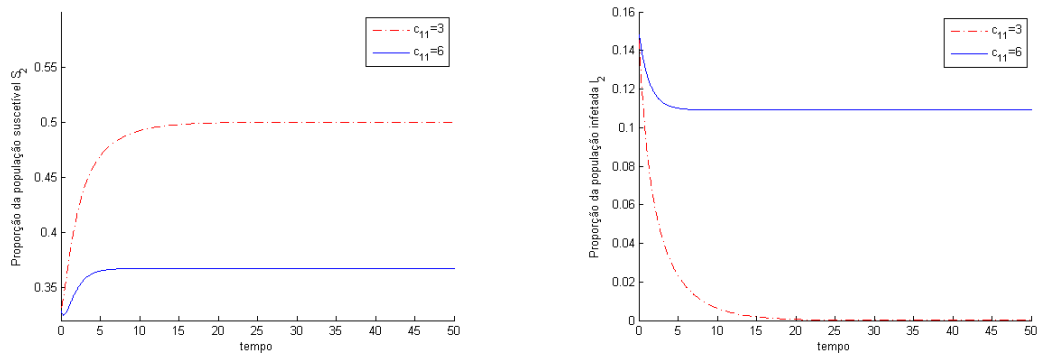 Proporção da população suscetível S₂
0.55
0.5
0.45
0.4
0.35
0 5 10 15 20 25 30 35 40 45 50
tempo
c₁₁=3
c₁₁=6
Proporção da população infetada I₂
0.16
0.14
0.12
0.1
0.08
0.06
0.04
0.02
0
0 5 10 15 20 25 30 35 40 45 50
tempo
c₁₁=3
c₁₁=6